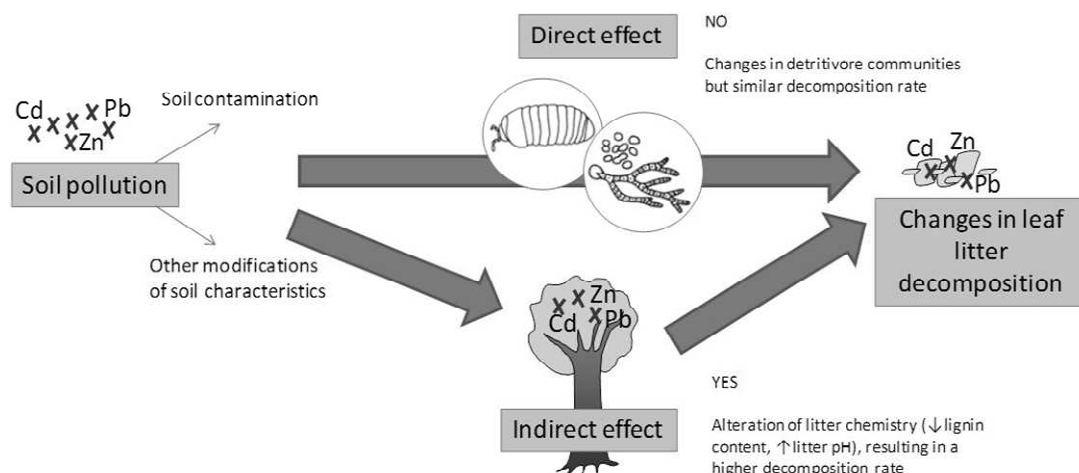 Direct effect
NO
Changes in detritivore communities
but similar decomposition rate
Soil contamination
Cd
Pb
Zn
Soil pollution
Other modifications
of soil characteristics
Cd
Zn
Pb
Changes in leaf
litter
decomposition
Zn
Cd
Pb
Indirect effect
YES
Alteration of litter chemistry (↓lignin
content, ↑litter pH), resulting in a
higher decomposition rate